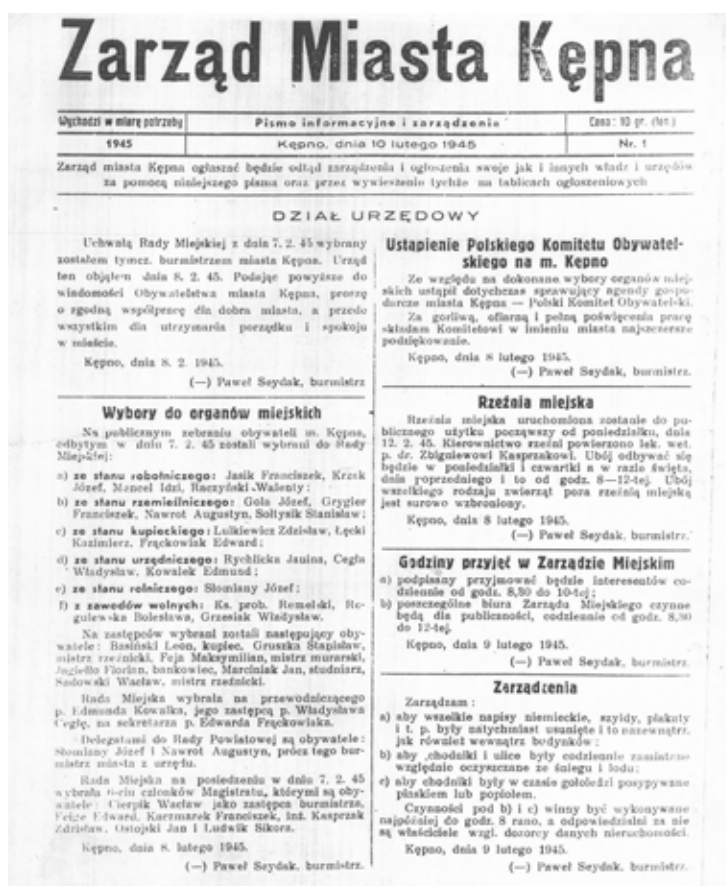 Zarząd Miasta Kępna
Wychodzi w miarę potrzeby
Pismo informacyjne i zarządzenia
Cena: 10 gr. (fen.)
1945
Kępno, dnia 10 lutego 1945
Nr. 1
Zarząd miasta Kępna ogłaszać będzie odtąd zarządzenia i ogłoszenia swoje jak i innych władz i urzędów
za pomocą niniejszego pisma oraz przez wywieszenie tychże na tablicach ogłoszeniowych
DZIAŁ URZĘDOWY
Uchwałą Rady Miejskiej z dnia 7. 2. 45 wybrany
zostałem tymcz. burmistrzem miasta Kępna. Urząd
ten objąłem dnia 8. 2. 45. Podając powyższe do
wiadomości Obywatelstwa miasta Kępna, proszę
o zgodną współpracę dla dobra miasta, a przede
wszystkim dla utrzymania porządku i spokoju
w mieście.
Kępno, dnia 8. 2. 1945.
(—) Paweł Seydak, burmistrz
Wybory do organów miejskich
Na publicznym zebraniu obywateli m. Kępna,
odbytym w dniu 7. 2. 45 zostali wybrani do Rady
Miejskiej:
a) ze stanu robotniczego: Jasik Franciszek, Krzak
Józef, Mencel Idzi, Raczyński Walenty;
b) ze stanu rzemieślniczego: Gola Józef, Grygier
Franciszek, Nawrot Augustyn, Sołtysik Stanisław;
c) ze stanu kupieckiego: Lulkiewicz Zdzisław, Łęcki
Kazimierz, Frąckowiak Edward;
d) ze stanu urzędniczego: Rychlicka Janina, Cegła
Władysław, Kowalek Edmund;
e) ze stanu rolniczego: Słomiany Józef;
f) z zawodów wolnych: Ks. prob. Remelski, Ro-
gulewska Bolesława, Grzesiak Władysław.
Na zastępców wybrani zostali następujący oby-
watele: Basiński Leon, kupiec, Gruszka Stanisław,
mistrz rzeźnicki, Feja Maksymilian, mistrz murarski,
Jagiełło Florian, bankowiec, Marciniak Jan, studniarz,
Sadowski Wacław, mistrz rzeźnicki.
Rada Miejska wybrała na przewodniczącego
p. Edmunda Kowalka, jego zastępcą p. Władysława
Cegłę, na sekretarza p. Edwarda Frąckowiaka.
Delegatami do Rady Powiatowej są obywatele:
Słomiany Józef i Nawrot Augustyn, prócz tego bur-
mistrz miasta z urzędu.
Rada Miejska na posiedzeniu w dniu 7. 2. 45
wybrała 6-ciu członków Magistratu, którymi są oby-
watele: Cierpik Wacław jako zastępca burmistrza,
Edward, Kaczmarek Franciszek, inż. Kasprzak
Zdzisław, Ostojski Jan i Ludwik Sikora.
Kępno, dnia 8. lutego 1945.
(—) Paweł Seydak, burmistrz.
Ustąpienie Polskiego Komitetu Obywatel-
skiego na m. Kępno
Ze względu na dokonane wybory organów miej-
skich ustąpił dotychczas sprawujący agendy gospo-
darcze miasta Kępna — Polski Komitet Obywatelski.
Za gorliwą, ofiarną i pełną poświęcenia pracę
składam Komitetowi w imieniu miasta najszczersze
podziękowanie.
Kępno, dnia 8 lutego 1945.
(—) Paweł Seydak, burmistrz.
Rzeźnia miejska
Rzeźnia miejska uruchomiona zostanie do pu-
blicznego użytku począwszy od poniedziałku, dnia
12. 2. 45. Kierownictwo rzeźni powierzono lek. wet.
p. dr. Zbigniewowi Kasprzakowi. Ubój odbywać się
będzie w poniedziałki i czwartki a w razie święta,
dnia poprzedniego i to od godz. 8—12-tej. Ubój
wszelkiego rodzaju zwierząt poza rzeźnią miejską
jest surowo wzbroniony.
Kępno, dnia 8 lutego 1945.
(—) Paweł Seydak, burmistrz.
Godziny przyjęć w Zarządzie Miejskim
a) podpisany przyjmować będzie interesentów co-
dziennie od godz. 8,30 do 10-tej;
b) poszczególne biura Zarządu Miejskiego czynne
będą dla publiczności, codziennie od godz. 8,30
do 12-tej.
Kępno, dnia 9 lutego 1945.
(—) Paweł Seydak, burmistrz.
Zarządzenia
Zarządzam:
a) aby wszelkie napisy niemieckie, szyldy, plakaty
i t. p. były natychmiast usunięte i to nazewnątrz,
jak również wewnątrz budynków;
b) aby chodniki i ulice były codziennie zamiatane
względnie oczyszczane ze śniegu i lodu;
c) aby chodniki były w czasie gołoledzi posypywane
piaskiem lub popiołem.
Czynności pod b) i c) winny być wykonywane
najpóźniej do godz. 8 rano, a odpowiedzialni za nie
są właściciele wzgl. dozorcy danych nieruchomości.
Kępno, dnia 9 lutego 1945.
(—) Paweł Seydak, burmistrz.